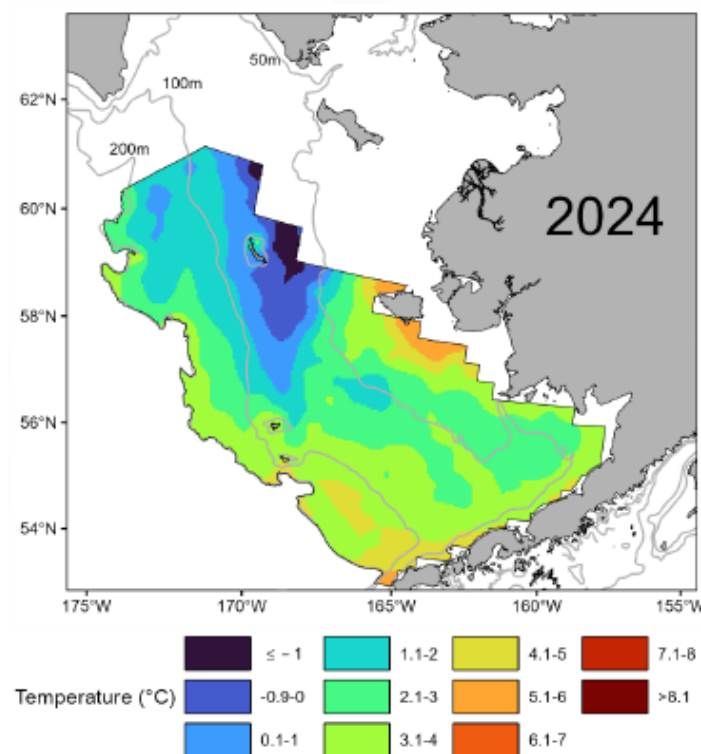 50m
100m
200m
2024
62°N
60°N
58°N
56°N
54°N
175°W 170°W 165°W 160°W 155°W
Temperature (°C)
≤ − 1 1.1-2 4.1-5 7.1-8
-0.9-0 2.1-3 5.1-6 >8.1
0.1-1 3.1-4 6.1-7